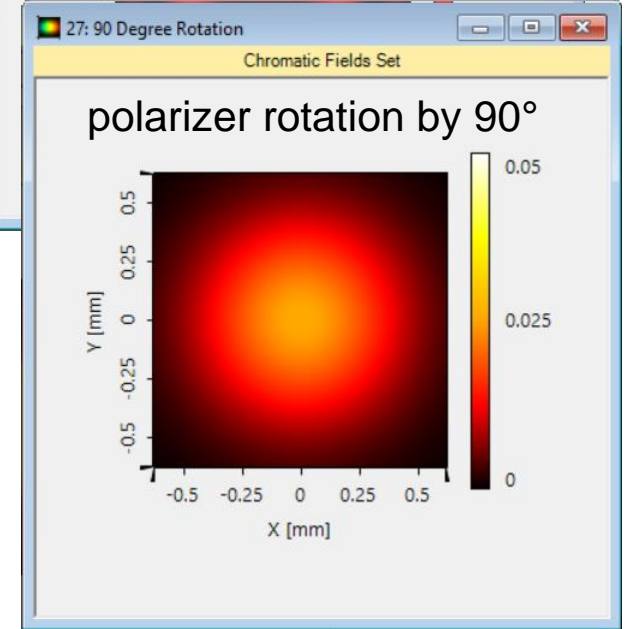 27: 90 Degree Rotation
Chromatic Fields Set
polarizer rotation by 90°
0.05
0.025
0
Y [mm]
0.5
0.25
0
-0.25
-0.5
-0.5 -0.25 0 0.25 0.5
X [mm]